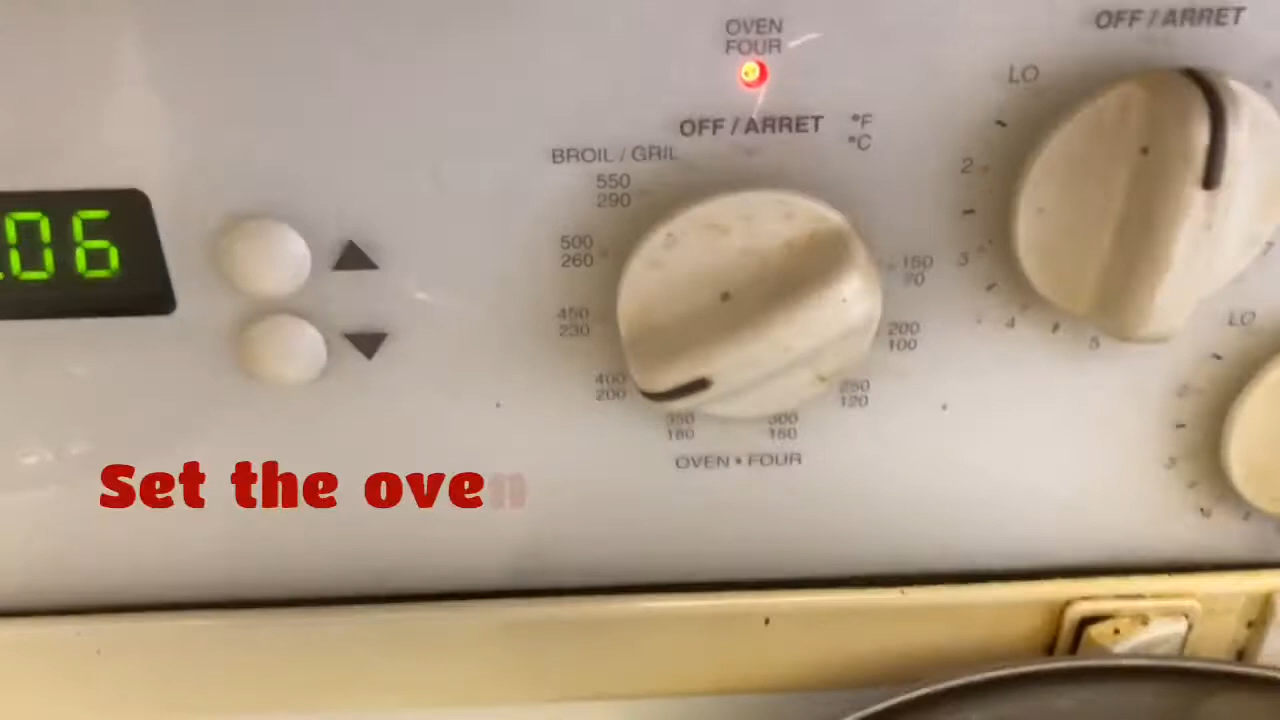 OVEN
FOUR
OFF / ARRET
°F
°C
BROIL / GRIL
550
290
500
260
450
230
400
200
350
180
300
150
250
120
200
100
150
70
OVEN • FOUR
OFF / ARRET
LO
2
3
4
5
LO
06
Set the oven